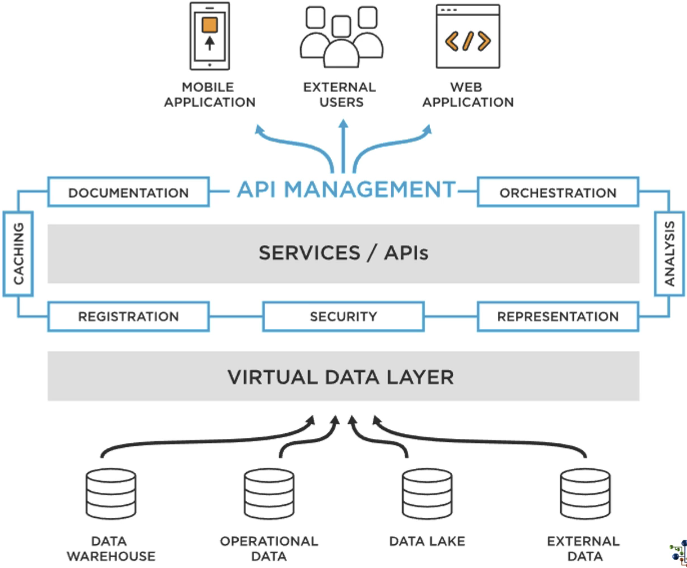 MOBILE
APPLICATION
EXTERNAL
USERS
WEB
APPLICATION
DOCUMENTATION
API MANAGEMENT
ORCHESTRATION
CACHING
SERVICES / APIs
ANALYSIS
REGISTRATION
SECURITY
REPRESENTATION
VIRTUAL DATA LAYER
DATA
WAREHOUSE
OPERATIONAL
DATA
DATA LAKE
EXTERNAL
DATA